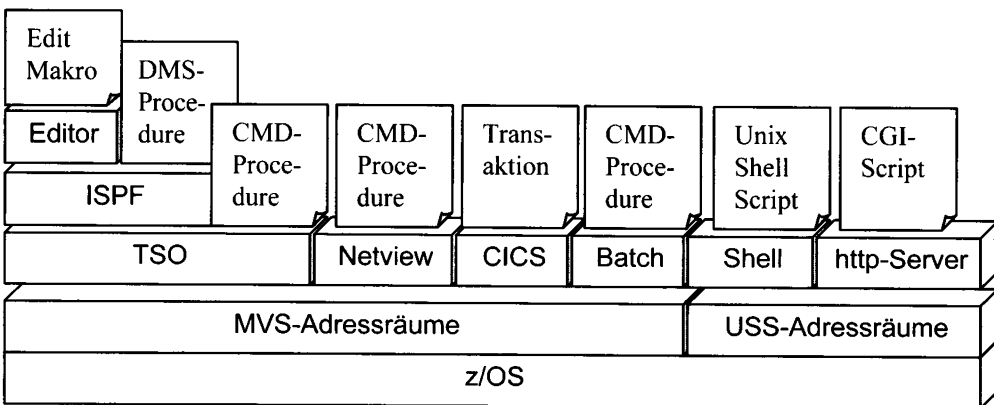 Edit
Makro
DMS-
Proce-
dure
Editor
CMD-
Proce-
dure
CMD-
Proce-
dure
Trans-
aktion
CMD-
Proce-
dure
Unix
Shell
Script
CGI-
Script
ISPF
TSO
Netview
CICS
Batch
Shell
http-Server
MVS-Adressräume
USS-Adressräume
z/OS